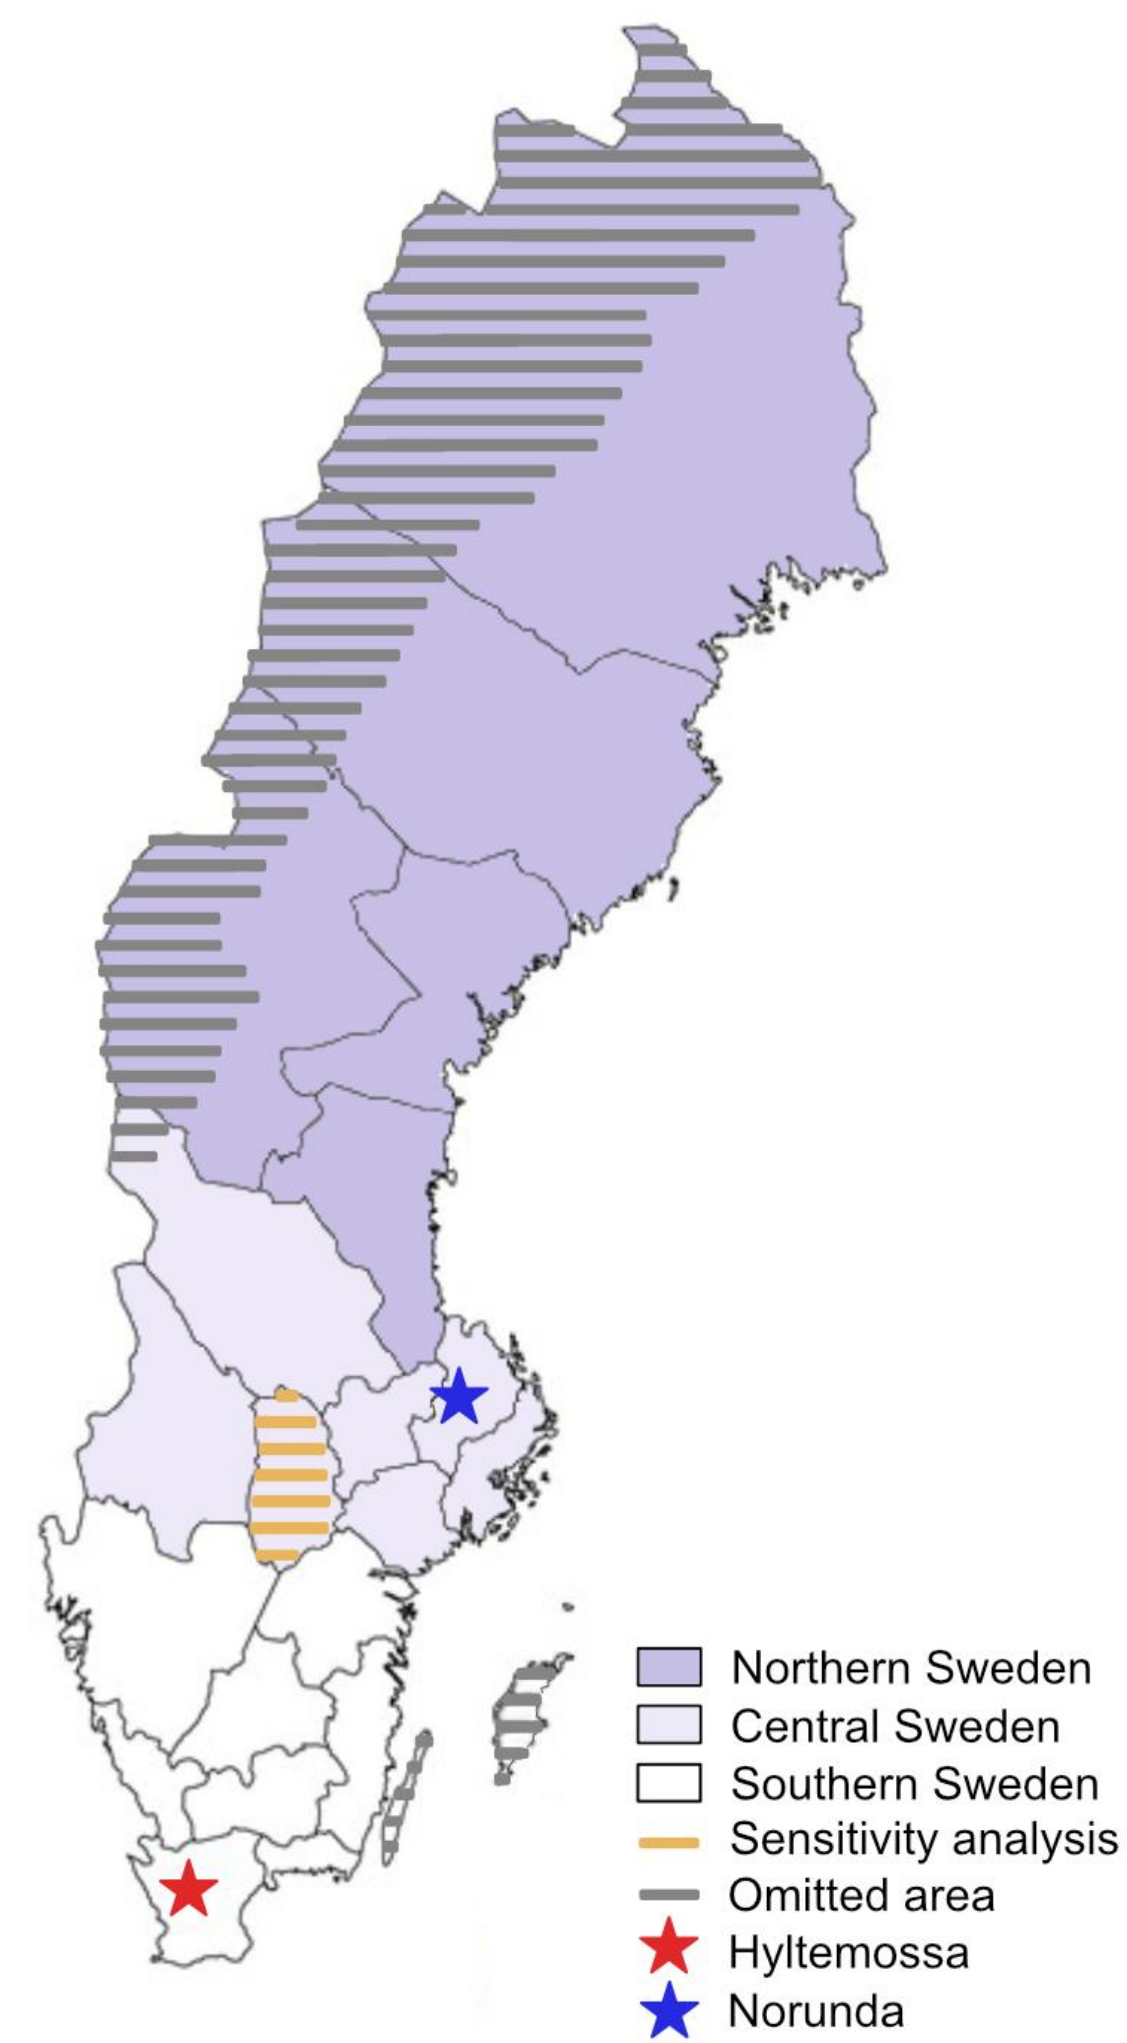 Northern Sweden
Central Sweden
Southern Sweden
Sensitivity analysis
Omitted area
Hyltemossa
Norunda